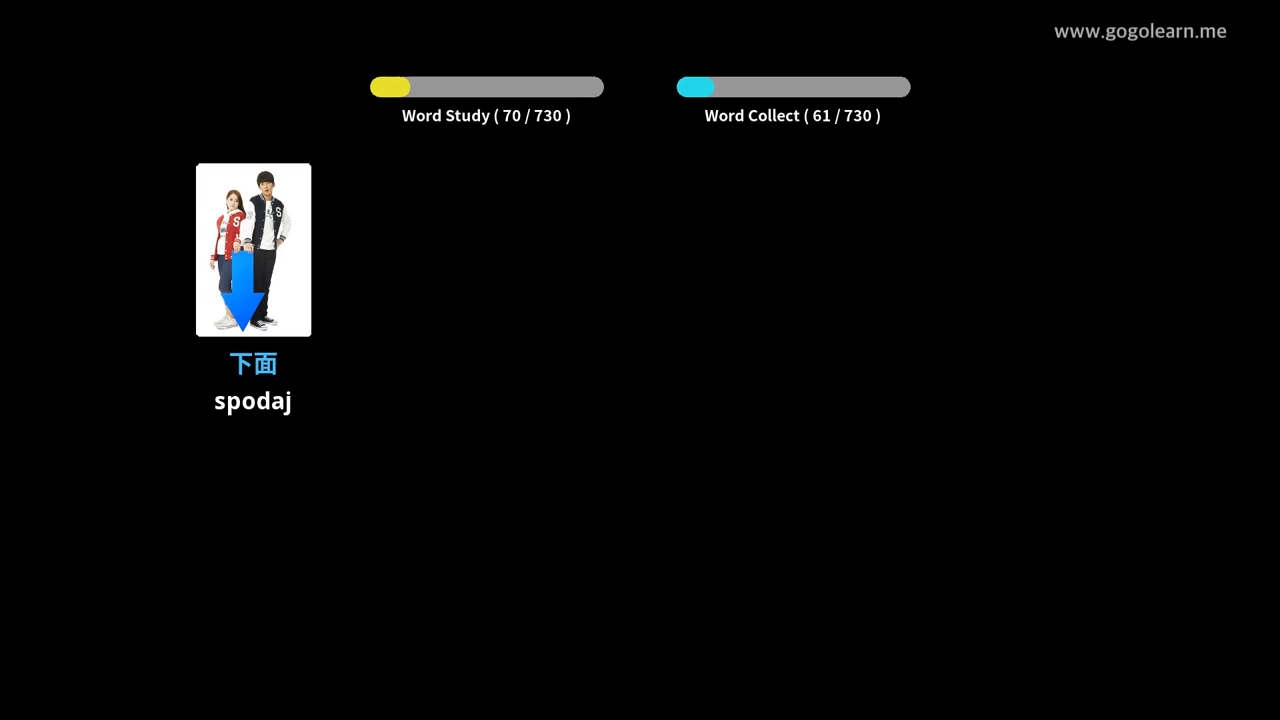 www.gogolearn.me
Word Study ( 70 / 730 )
Word Collect ( 61 / 730 )
S
S
下面
spodaj